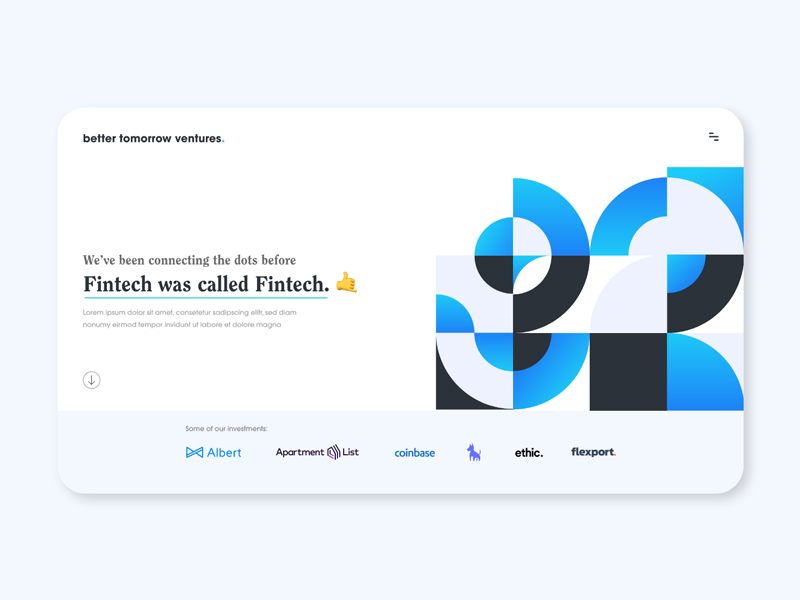 better tomorrow ventures.
We've been connecting the dots before
Fintech was called Fintech. 🤙
Lorem ipsum dolor sit amet, consetetur sadipscing elitr, sed diam
nonumy eirmod tempor invidunt ut labore et dolore magna
Some of our investments:
Albert
Apartment List
coinbase
ethic.
flexport.